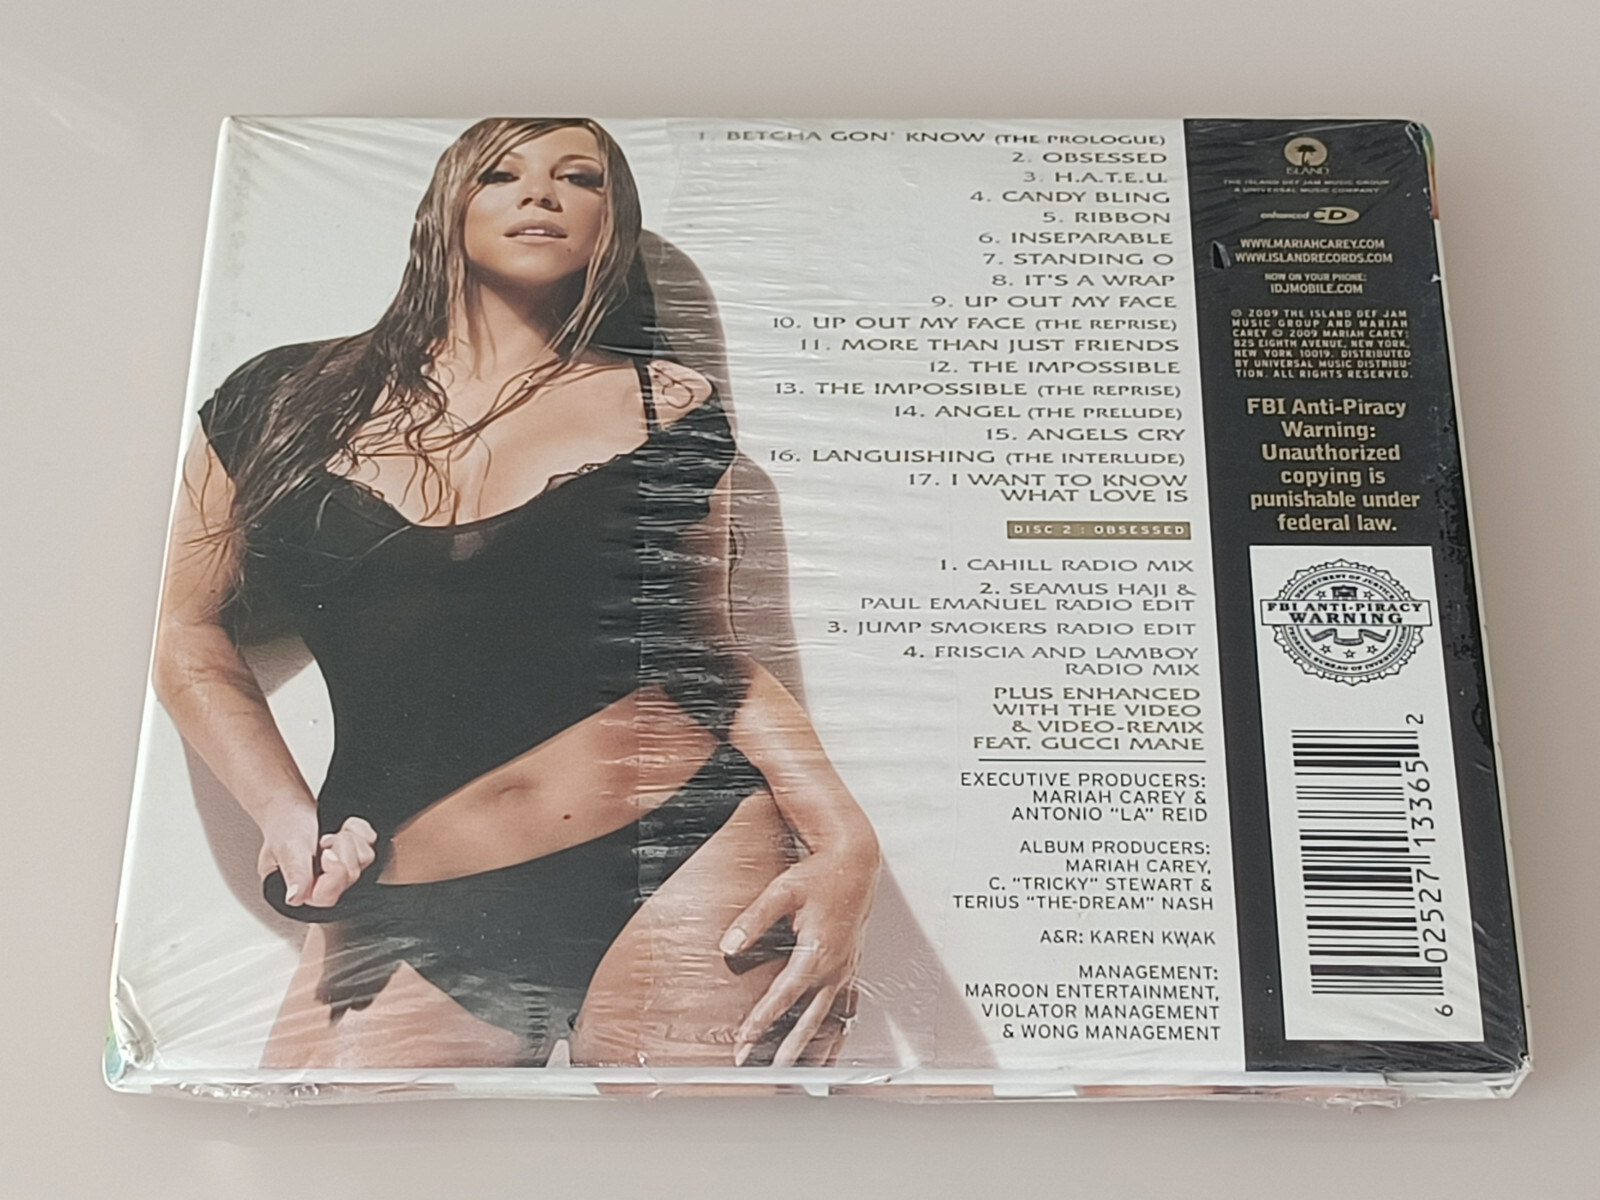 1. BETCHA GON' KNOW (THE PROLOGUE)
2. OBSESSED
3. H.A.T.E.U.
4. CANDY BLING
5. RIBBON
6. INSEPARABLE
7. STANDING O
8. IT'S A WRAP
9. UP OUT MY FACE
10. UP OUT MY FACE (THE REPRISE)
11. MORE THAN JUST FRIENDS
12. THE IMPOSSIBLE
13. THE IMPOSSIBLE (THE REPRISE)
14. ANGEL (THE PRELUDE)
15. ANGELS CRY
16. LANGUISHING (THE INTERLUDE)
17. I WANT TO KNOW
WHAT LOVE IS
DISC 2 : OBSESSED
1. CAHILL RADIO MIX
2. SEAMUS HAJI &
PAUL EMANUEL RADIO EDIT
3. JUMP SMOKERS RADIO EDIT
4. FRISCIA AND LAMBOY
RADIO MIX
PLUS ENHANCED
WITH THE VIDEO
& VIDEO-REMIX
FEAT. GUCCI MANE
EXECUTIVE PRODUCERS:
MARIAH CAREY &
ANTONIO "LA" REID
ALBUM PRODUCERS:
MARIAH CAREY,
C. "TRICKY" STEWART &
TERIUS "THE-DREAM" NASH
A&R: KAREN KWAK
MANAGEMENT:
MAROON ENTERTAINMENT,
VIOLATOR MANAGEMENT
& WONG MANAGEMENT
ISLAND
THE ISLAND DEF JAM MUSIC GROUP
A UNIVERSAL MUSIC COMPANY
enhanced CD
WWW.MARIAHCAREY.COM
WWW.ISLANDRECORDS.COM
NOW ON YOUR PHONE:
IDJMOBILE.COM
℗ 2009 THE ISLAND DEF JAM
MUSIC GROUP AND MARIAH
CAREY © 2009 MARIAH CAREY;
825 EIGHTH AVENUE, NEW YORK,
NEW YORK 10019. DISTRIBUTED
BY UNIVERSAL MUSIC DISTRIBU-
TION. ALL RIGHTS RESERVED.
FBI Anti-Piracy
Warning:
Unauthorized
copying is
punishable under
federal law.
DEPARTMENT OF JUSTICE
FBI ANTI-PIRACY
WARNING
FEDERAL BUREAU OF INVESTIGATION
6 02527 13365 2